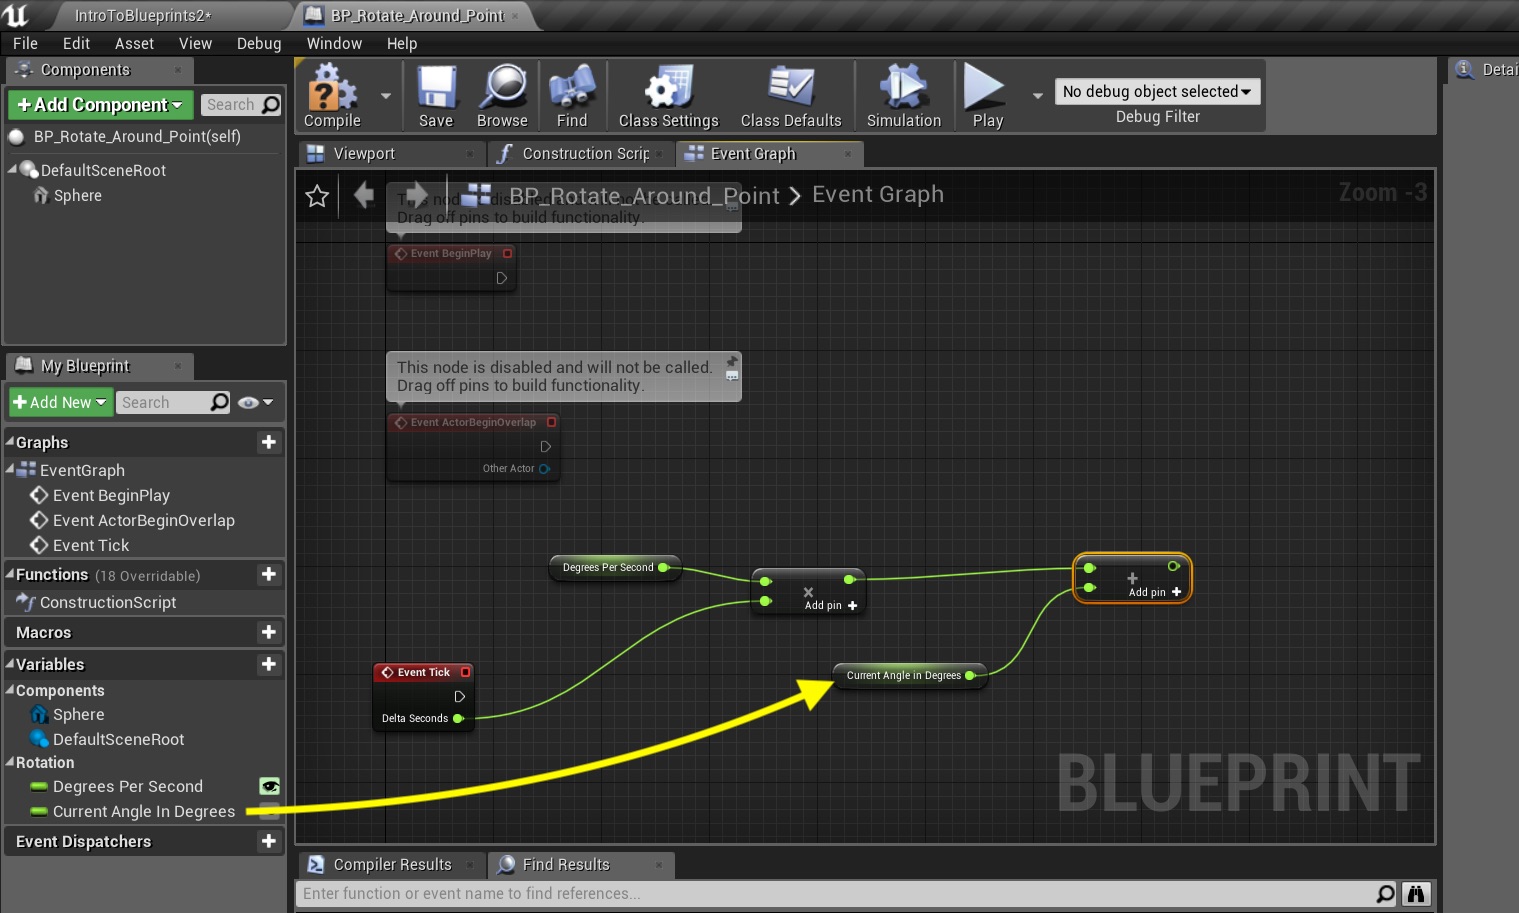 IntroToBlueprints2*
BP_Rotate_Around_Point
File Edit Asset View Debug Window Help
Components
Add Component
Search
BP_Rotate_Around_Point(self)
DefaultSceneRoot
Sphere
My Blueprint
Add New
Search
Graphs
EventGraph
Event BeginPlay
Event ActorBeginOverlap
Event Tick
Functions (18 Overridable)
ConstructionScript
Macros
Variables
Components
Sphere
DefaultSceneRoot
Rotation
Degrees Per Second
Current Angle In Degrees
Event Dispatchers
Compile
Save
Browse
Find
Class Settings
Class Defaults
Simulation
Play
No debug object selected
Debug Filter
Detai
Viewport
Construction Scrip
Event Graph
BP_Rotate_Around_Point > Event Graph
Zoom -3
Drag off pins to build functionality.
Event BeginPlay
This node is disabled and will not be called.
Drag off pins to build functionality.
Event ActorBeginOverlap
Other Actor
Degrees Per Second
Add pin
Add pin
Event Tick
Delta Seconds
Current Angle in Degrees
BLUEPRINT
Compiler Results
Find Results
Enter function or event name to find references...